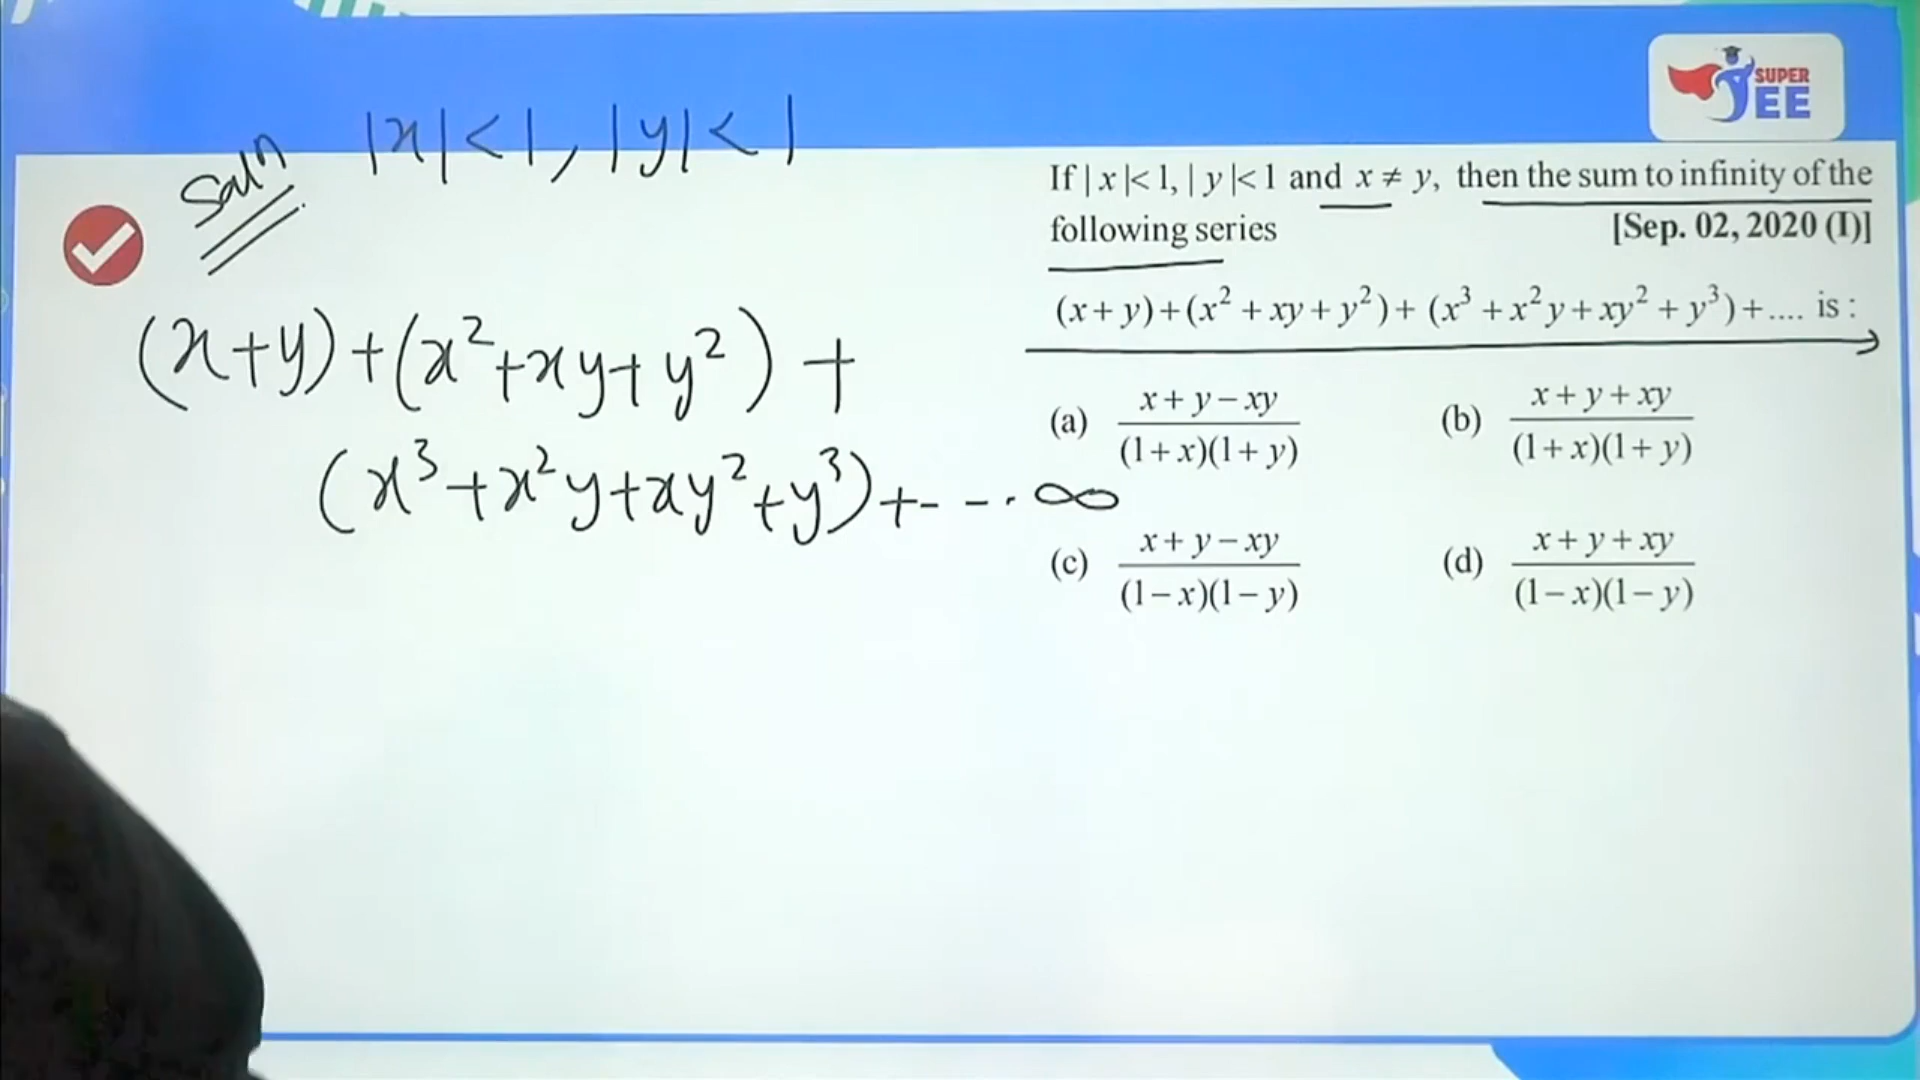 SUPER
JEE
Soln |x|<1, |y|<1
(x+y)+(x²+xy+y²)+
(x³+x²y+xy²+y³)+--.∞
If |x|<1, |y|<1 and x ≠ y, then the sum to infinity of the
following series [Sep. 02, 2020 (I)]
(x+y)+(x²+xy+y²)+(x³+x²y+xy²+y³)+.... is :
(a) x+y−xy / (1+x)(1+y) (b) x+y+xy / (1+x)(1+y)
(c) x+y−xy / (1−x)(1−y) (d) x+y+xy / (1−x)(1−y)